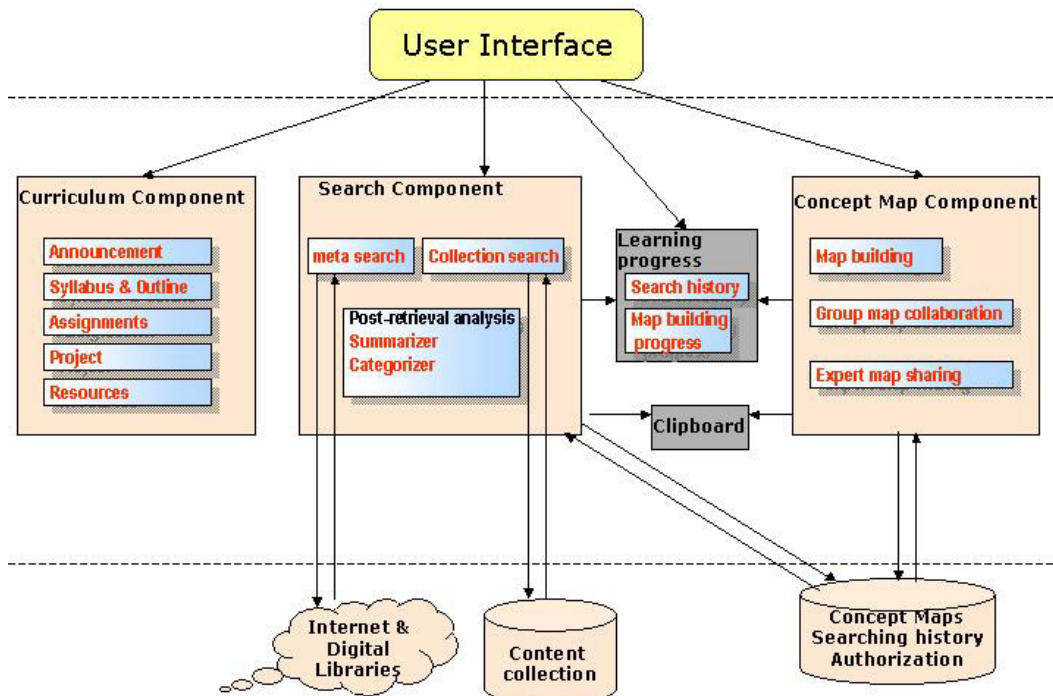 User Interface
Curriculum Component
Announcement
Syllabus & Outline
Assignments
Project
Resources
Search Component
meta search
Collection search
Post-retrieval analysis
Summarizer
Categorizer
Learning
progress
Search history
Map building
progress
Clipboard
Concept Map Component
Map building
Group map collaboration
Expert map sharing
Internet &
Digital
Libraries
Content
collection
Concept Maps
Searching history
Authorization